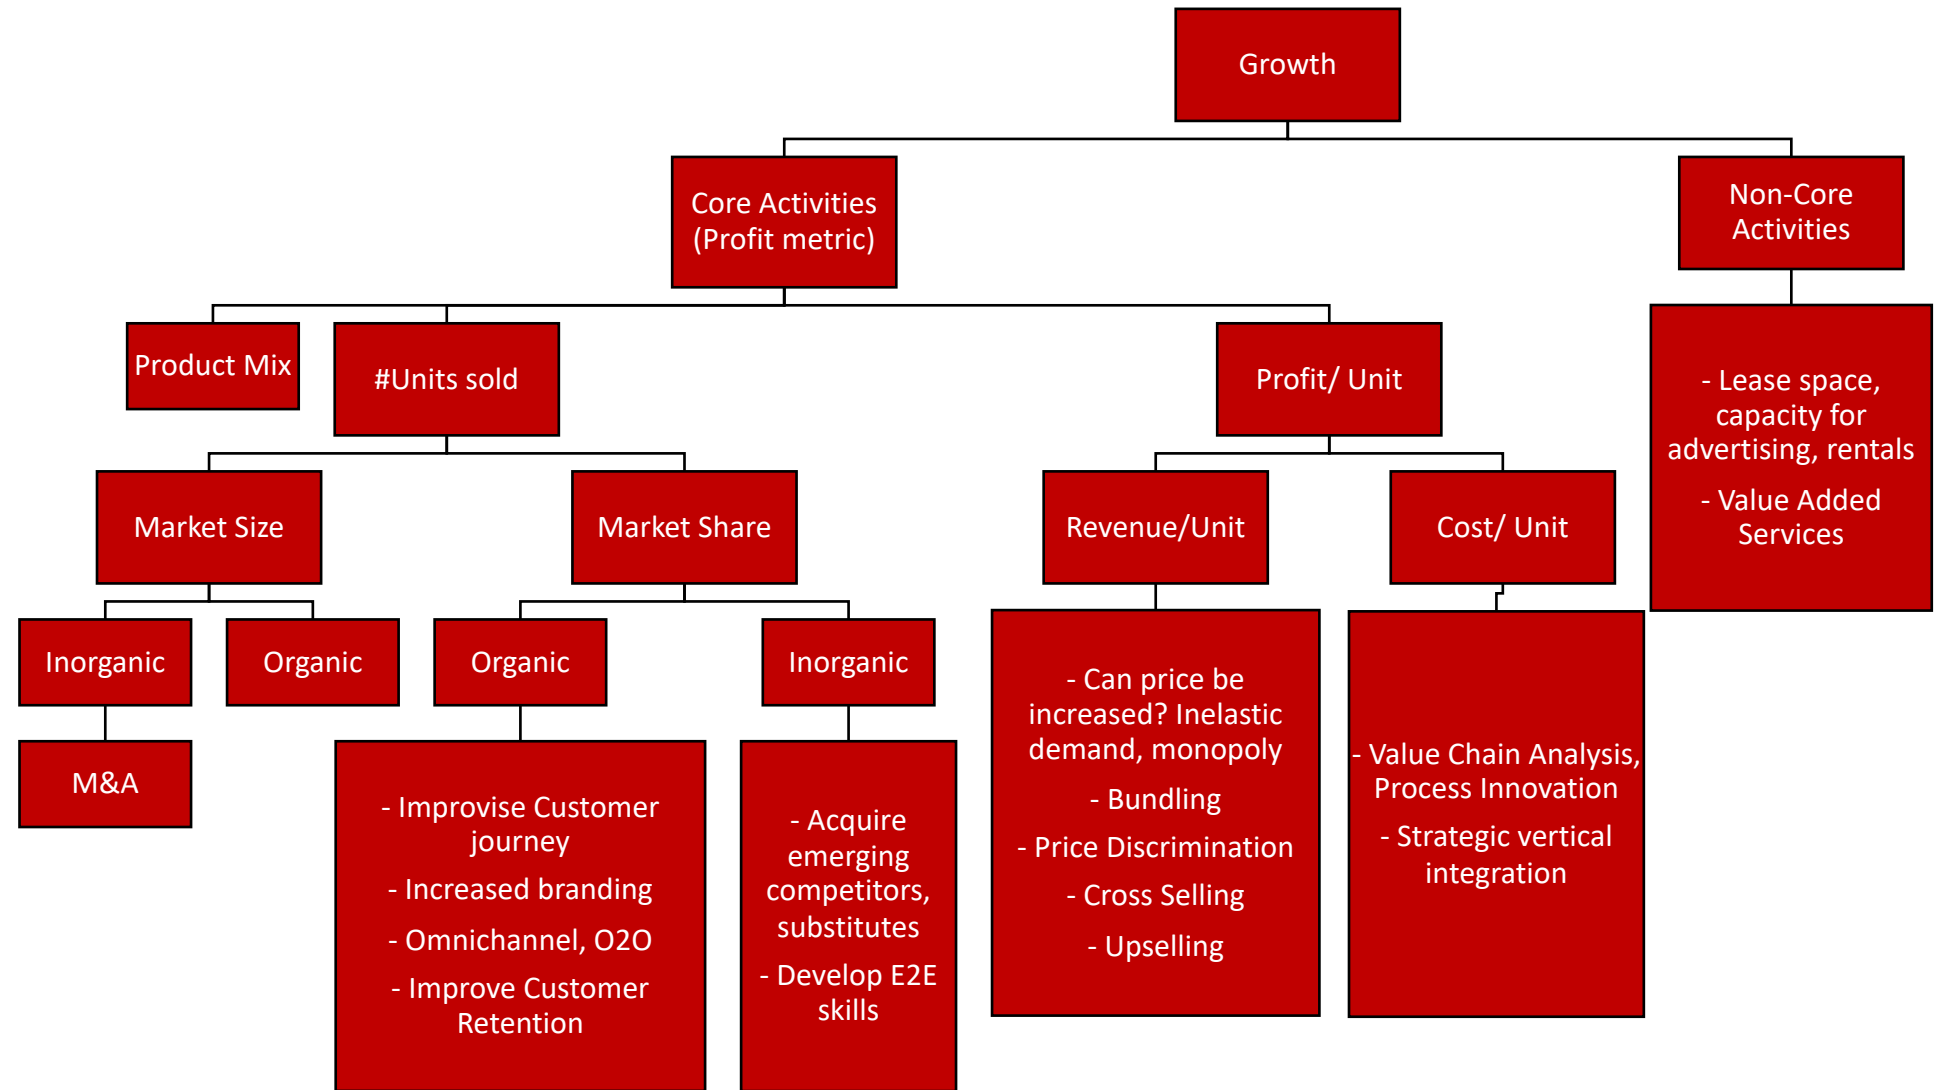 Growth
Core Activities
(Profit metric)
Non-Core
Activities
Product Mix
#Units sold
Profit/ Unit
- Lease space,
capacity for
advertising, rentals
- Value Added
Services
Market Size
Market Share
Revenue/Unit
Cost/ Unit
Inorganic
Organic
Organic
Inorganic
M&A
- Improvise Customer
journey
- Increased branding
- Omnichannel, O2O
- Improve Customer
Retention
- Acquire
emerging
competitors,
substitutes
- Develop E2E
skills
- Can price be
increased? Inelastic
demand, monopoly
- Bundling
- Price Discrimination
- Cross Selling
- Upselling
- Value Chain Analysis,
Process Innovation
- Strategic vertical
integration